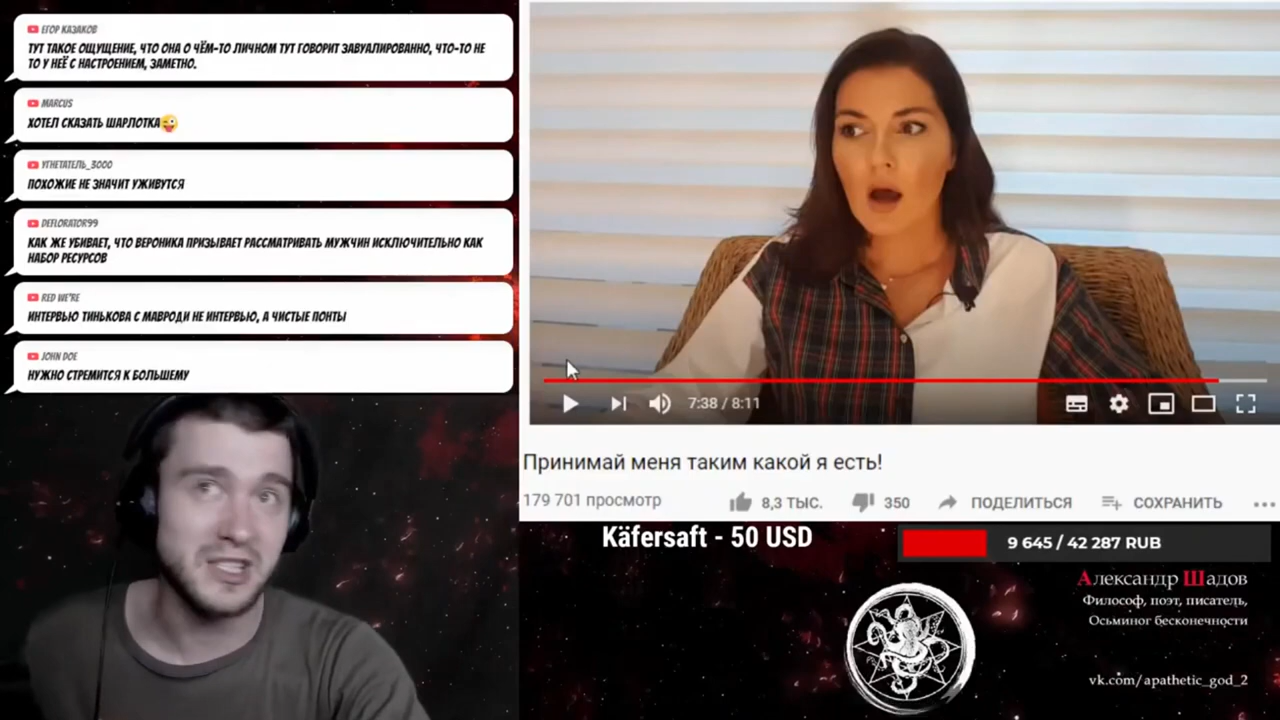 ЕГОР КАЗАКОВ
ТУТ ТАКОЕ ОЩУЩЕНИЕ, ЧТО ОНА О ЧЁМ-ТО ЛИЧНОМ ТУТ ГОВОРИТ ЗАВУАЛИРОВАННО, ЧТО-ТО НЕ
ТО У НЕЁ С НАСТРОЕНИЕМ, ЗАМЕТНО.
MARCUS
ХОТЕЛ СКАЗАТЬ ШАРЛОТКА😜
УГНЕТАТЕЛЬ_3000
ПОХОЖИЕ НЕ ЗНАЧИТ УЖИВУТСЯ
DEFLORATOR99
КАК ЖЕ УБИВАЕТ, ЧТО ВЕРОНИКА ПРИЗЫВАЕТ РАССМАТРИВАТЬ МУЖЧИН ИСКЛЮЧИТЕЛЬНО КАК
НАБОР РЕСУРСОВ
RED WE'RE
ИНТЕРВЬЮ ТИНЬКОВА С МАВРОДИ НЕ ИНТЕРВЬЮ, А ЧИСТЫЕ ПОНТЫ
JOHN DOE
НУЖНО СТРЕМИТСЯ К БОЛЬШЕМУ
7:38 / 8:11
Принимай меня таким какой я есть!
179 701 просмотр
8,3 ТЫС.
350
ПОДЕЛИТЬСЯ
СОХРАНИТЬ
Käfersaft - 50 USD
9 645 / 42 287 RUB
Александр Шадов
Философ, поэт, писатель,
Осьминог бесконечности
vk.com/apathetic_god_2